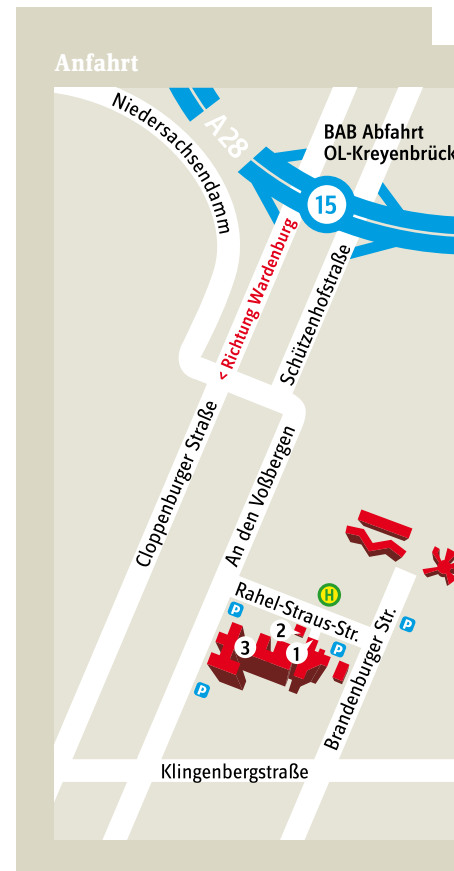 Anfahrt
Niedersachsendamm
A28
BAB Abfahrt
OL-Kreyenbrück
15
< Richtung Wardenburg
Schützenhofstraße
Cloppenburger Straße
An den Voßbergen
Rahel-Straus-Str.
H
P
P
2
1
3
P
P
Brandenburger Str.
Klingenbergstraße